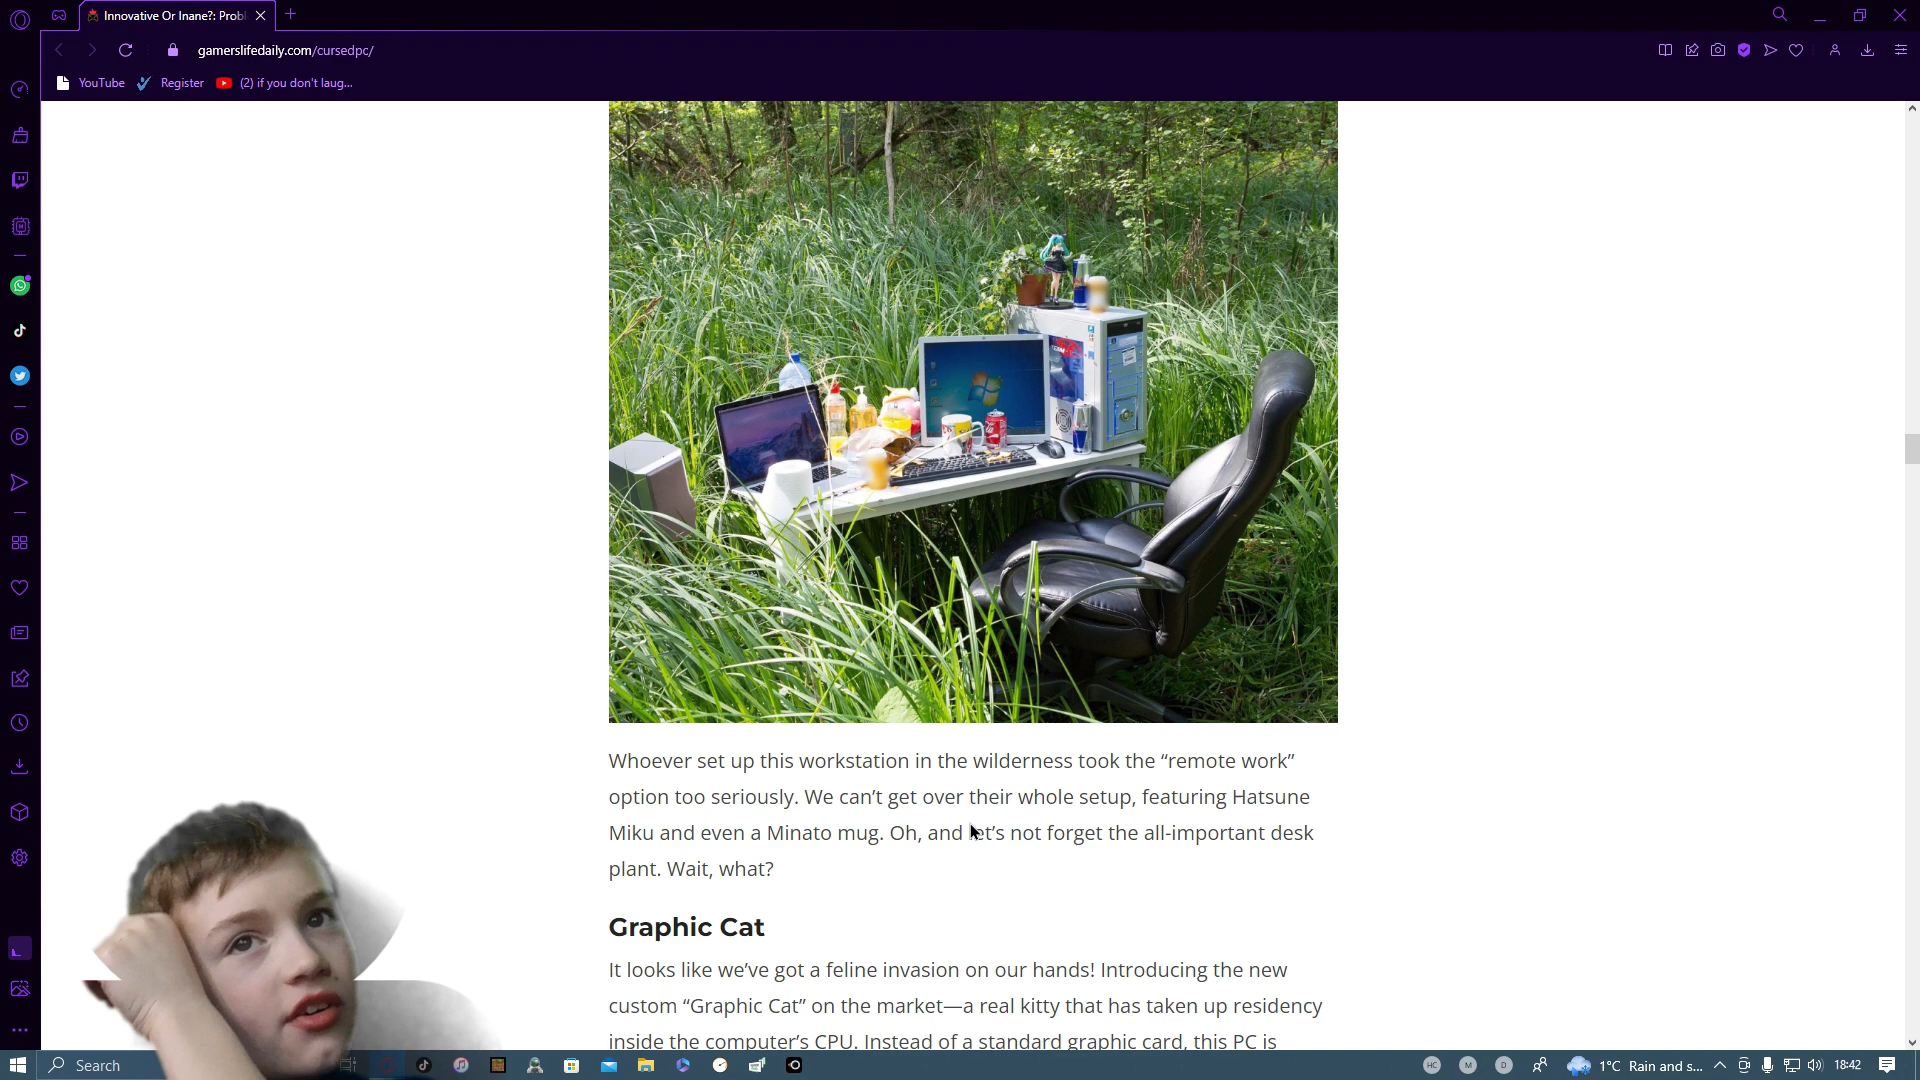 Innovative Or Inane?: Probl
gamerslifedaily.com/cursedpc/
YouTube Register (2) if you don't laug...
Whoever set up this workstation in the wilderness took the “remote work”
option too seriously. We can’t get over their whole setup, featuring Hatsune
Miku and even a Minato mug. Oh, and let’s not forget the all-important desk
plant. Wait, what?
Graphic Cat
It looks like we’ve got a feline invasion on our hands! Introducing the new
custom “Graphic Cat” on the market—a real kitty that has taken up residency
inside the computer’s CPU. Instead of a standard graphic card, this PC is
Search HC M D 1°C Rain and s... 18:42